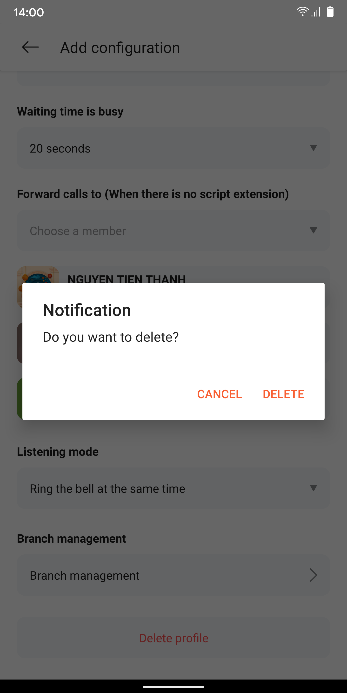 14:00
Add configuration
Waiting time is busy
20 seconds
Forward calls to (When there is no script extension)
Choose a member
NGUYEN TIEN THANH
Notification
Do you want to delete?
CANCEL
DELETE
Listening mode
Ring the bell at the same time
Branch management
Branch management
Delete profile